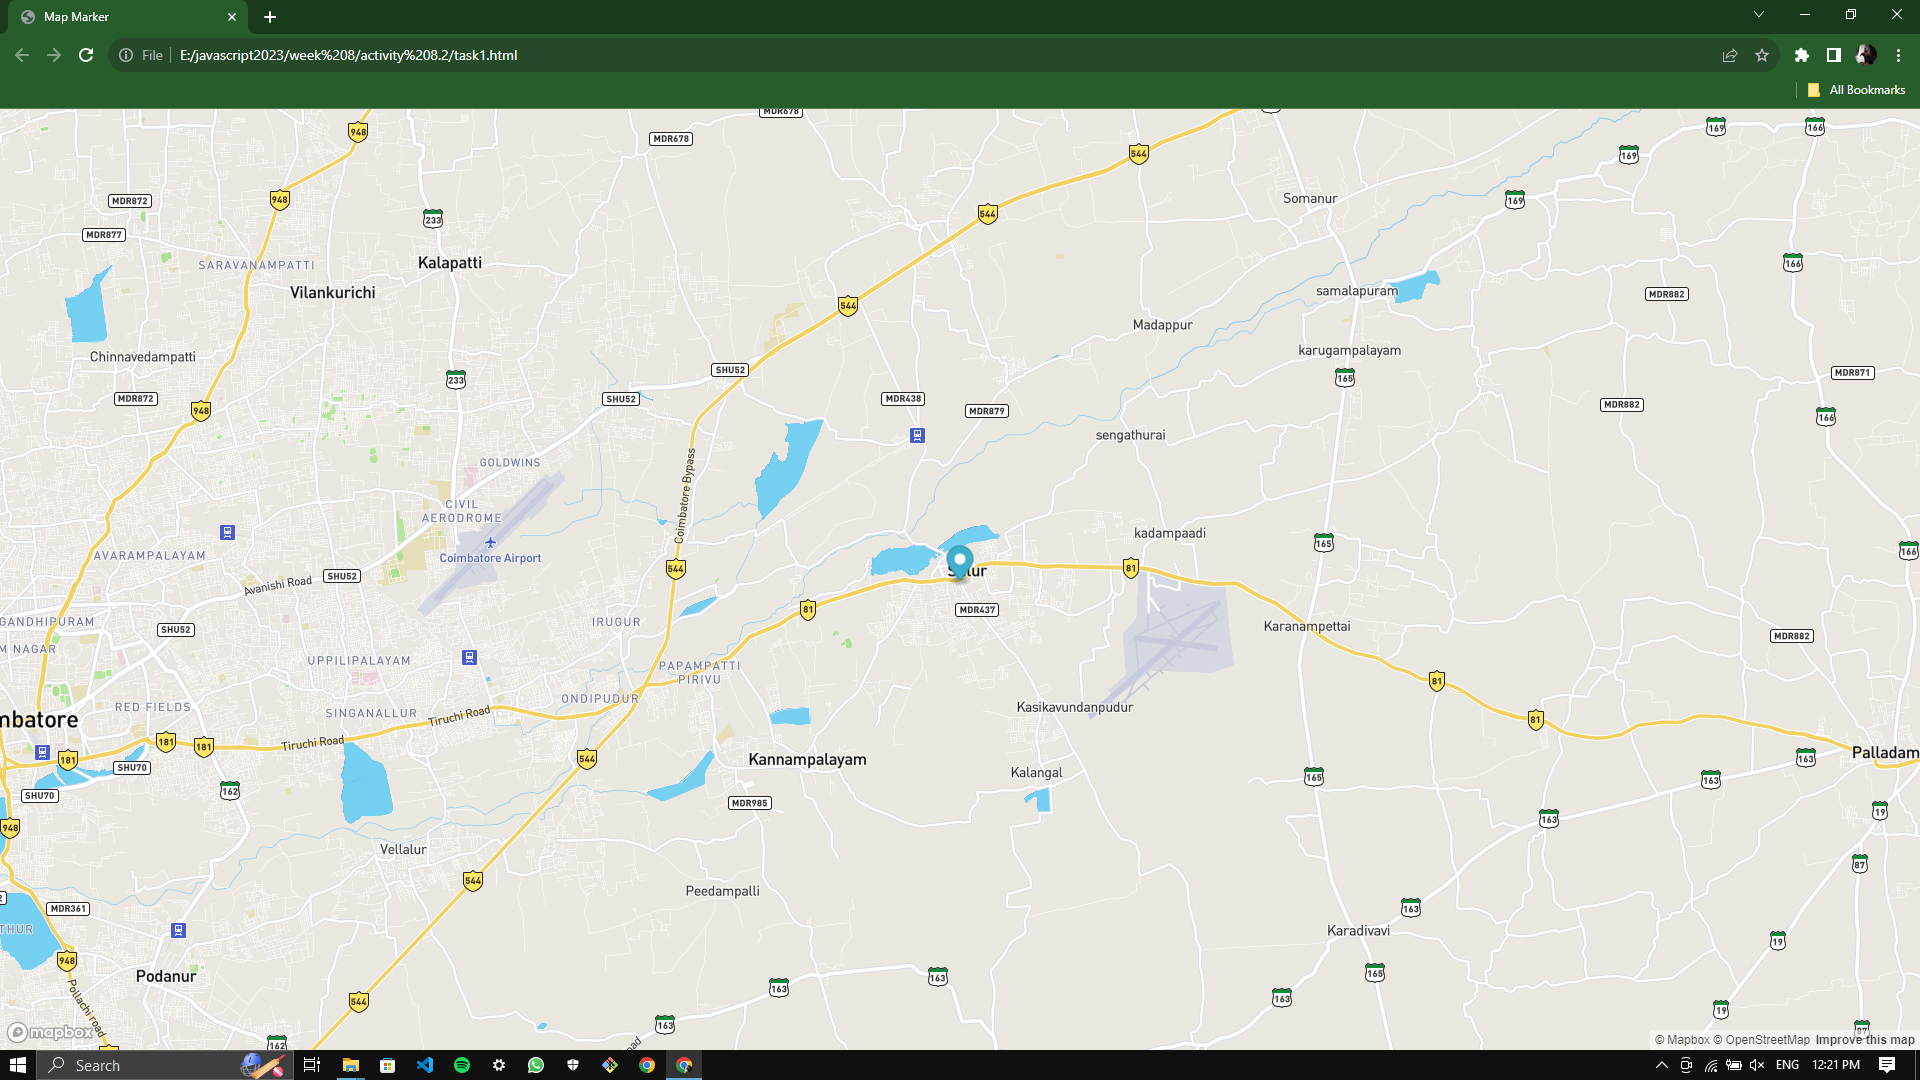 Map Marker
File
E:/javascript2023/week%208/activity%208.2/task1.html
All Bookmarks
948
MDR678
MDR678
544
169
169
166
MDR872
948
233
544
Somanur
169
MDR877
SARAVANAMPATTI
Kalapatti
166
Vilankurichi
544
samalapuram
MDR882
Madappur
karugampalayam
Chinnavedampatti
233
SHU52
165
MDR871
MDR872
948
SHU52
MDR438
MDR879
MDR882
166
sengathurai
GOLDWINS
Coimbatore Bypass
CIVIL
AERODROME
Coimbatore Airport
kadampaadi
165
166
AVARAMPALAYAM
Avanishi Road
SHU52
544
81
81
MDR437
GANDHIPURAM
SHU52
IRUGUR
Karanampettai
MDR882
M NAGAR
UPPILIPALAYAM
PAPAMPATTI
PIRIVU
81
RED FIELDS
SINGANALLUR
Tiruchi Road
ONDIPUDUR
Kasikavundanpudur
81
mbatore
181
181
181
Tiruchi Road
544
Kannampalayam
Palladam
163
SHU70
SHU70
162
Kalangal
165
163
MDR985
163
19
948
Vellalur
87
544
Peedampalli
MDR361
163
THUR
Karadivavi
19
948
Podanur
Pollachi road
163
163
165
544
163
163
19
87
162
oad
mapbox
© Mapbox © OpenStreetMap Improve this map
Search
ENG
12:21 PM